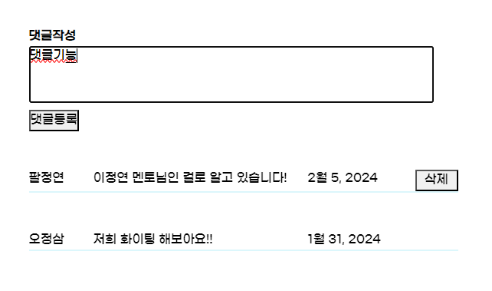 댓글작성
댓글기능
댓글등록
팔정연 이정연 멘토님인 걸로 알고 있습니다! 2월 5, 2024 삭제
오정삼 저희 화이팅 해보아요!! 1월 31, 2024